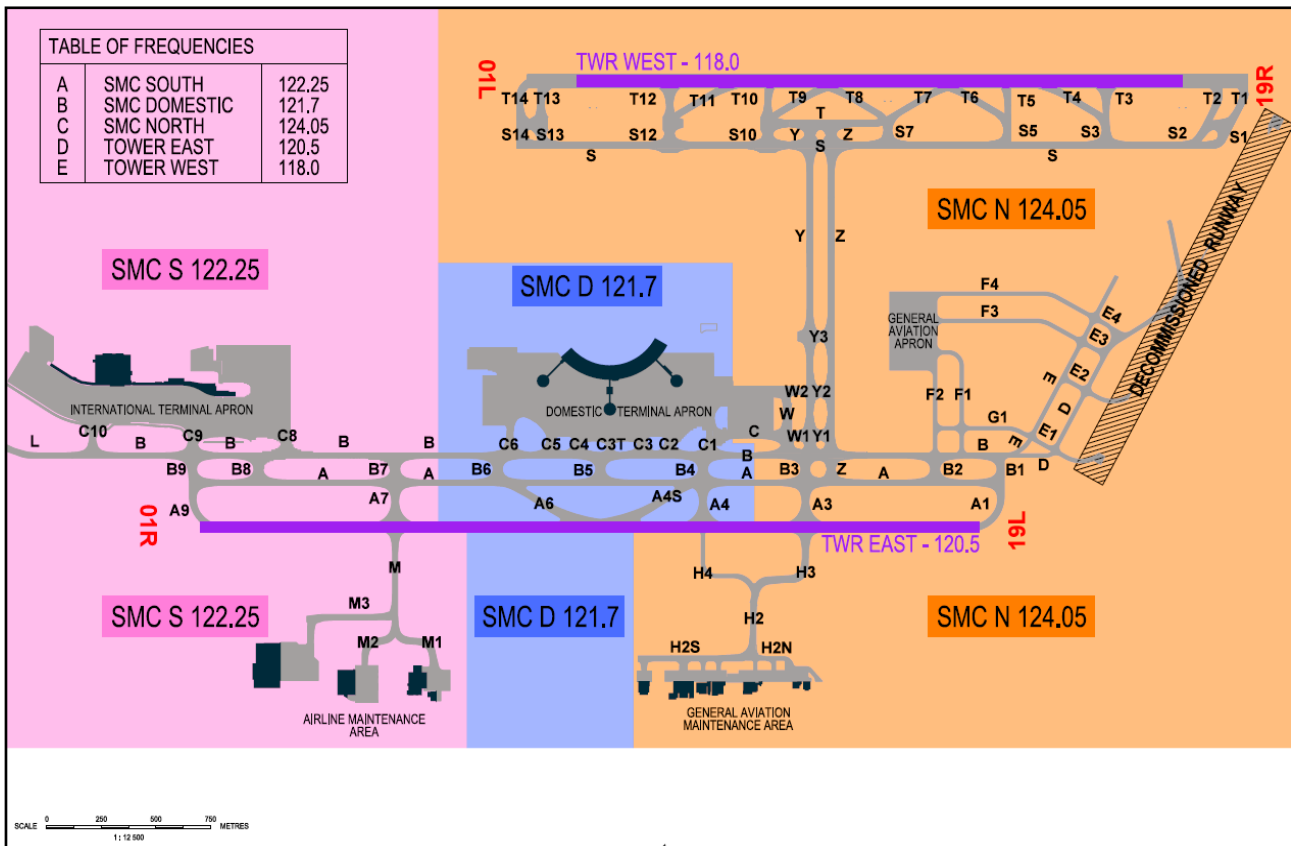 TABLE OF FREQUENCIES
A SMC SOUTH 122.25
B SMC DOMESTIC 121.7
C SMC NORTH 124.05
D TOWER EAST 120.5
E TOWER WEST 118.0
TWR WEST - 118.0
01L
19R
T14 T13 T12 T11 T10 T9 T8 T7 T6 T5 T4 T3 T2 T1
T
S14 S13 S12 S10 Y Z S7 S5 S3 S2 S1
S S S
SMC N 124.05
DECOMMISSIONED RUNWAY
Y Z
SMC S 122.25
SMC D 121.7
F4
F3
GENERAL
AVIATION
APRON
E4
E3
E2
E
D
Y3
W2 Y2
W
F2 F1
G1
E1
INTERNATIONAL TERMINAL APRON
DOMESTIC TERMINAL APRON
L C10 B C9 B C8 B B C6 C5 C4 C3T C3 C2 C1 C W1 Y1 B E D
B
B9 B8 A B7 A B6 B5 B4 A B3 Z A B2 B1
A9 A7 A6 A4S A4 A3 A1
01R
19L
TWR EAST - 120.5
M
H4 H3
SMC S 122.25
SMC D 121.7
SMC N 124.05
M3
M2 M1
H2
H2S H2N
AIRLINE MAINTENANCE
AREA
GENERAL AVIATION
MAINTENANCE AREA
SCALE 0 250 500 750 METRES
1 : 12 500